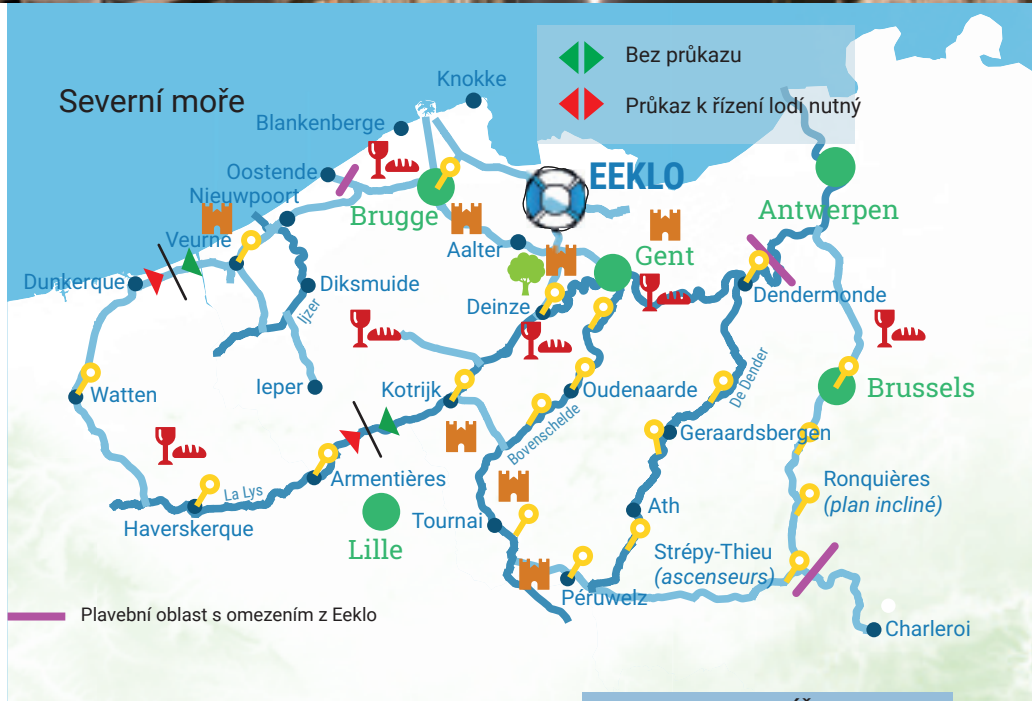 Bez průkazu
Průkaz k řízení lodí nutný
Severní moře
Knokke
Blankenberge
Oostende
Nieuwpoort
Brugge
EEKLO
Antwerpen
Veurne
Aalter
Gent
Dunkerque
Diksmuide
Ijzer
Deinze
Dendermonde
Watten
Ieper
Kotrijk
Oudenaarde
De Dender
Brussels
Bovenschelde
Geraardsbergen
Armentières
La Lys
Haverskerque
Lille
Tournai
Ath
Ronquières
(plan incliné)
Strépy-Thieu
(ascenseurs)
Péruwelz
Plavební oblast s omezením z Eeklo
Charleroi